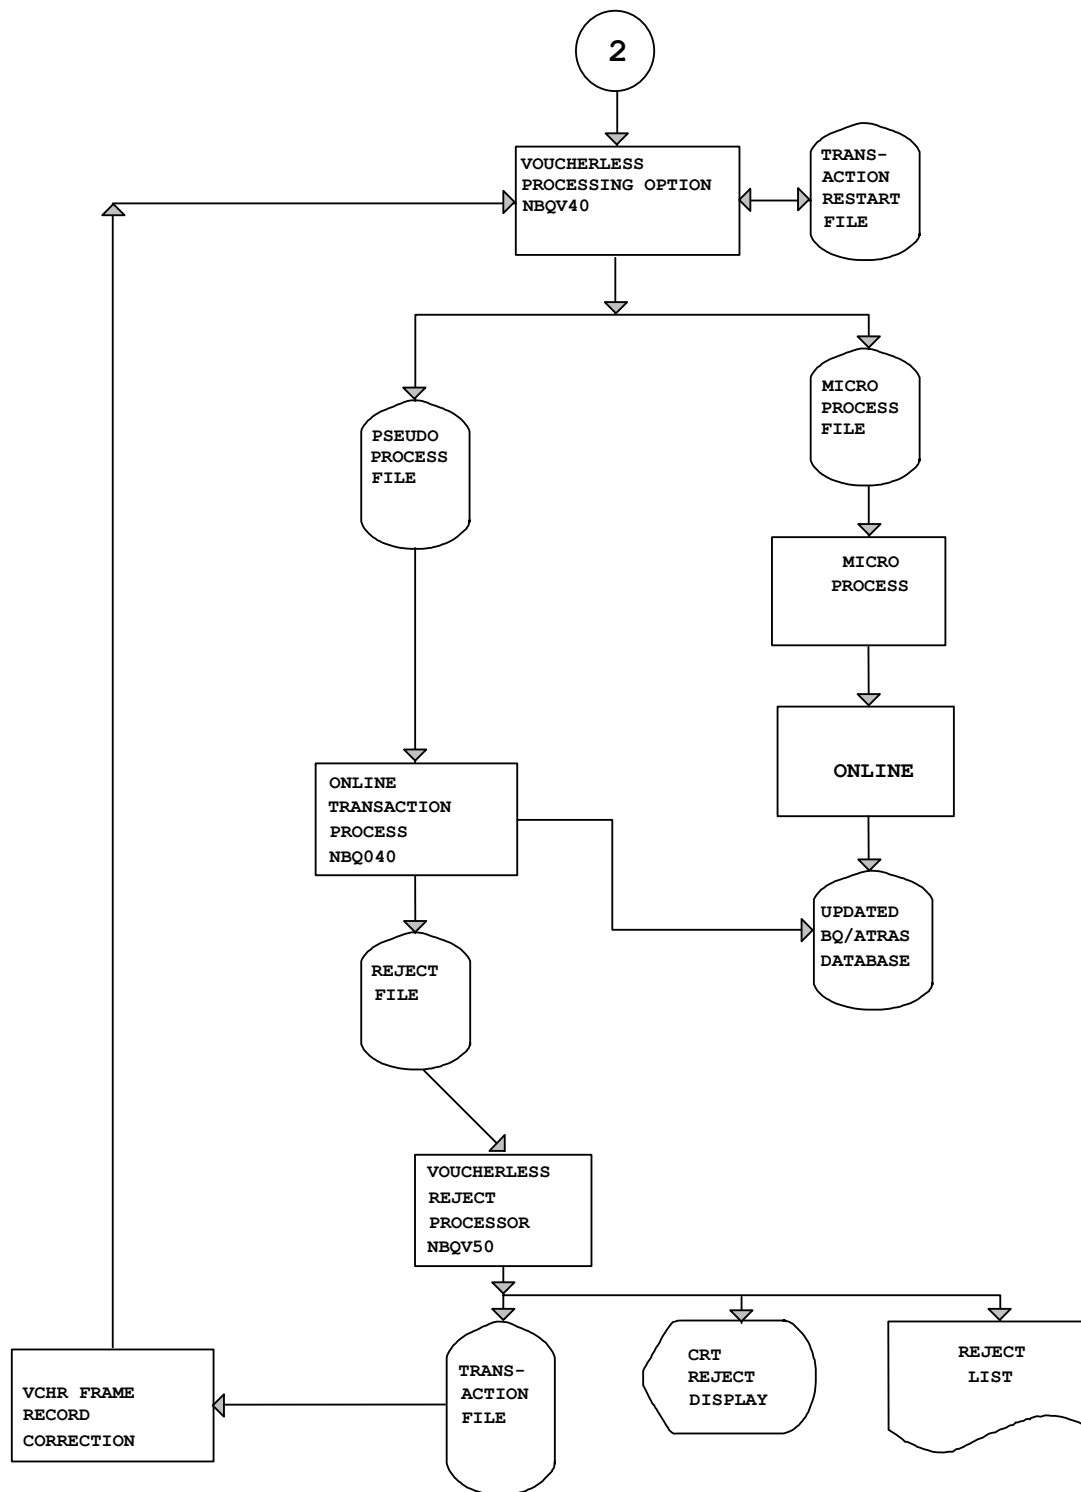 2
VOUCHERLESS
PROCESSING OPTION
NBQV40
TRANS-
ACTION
RESTART
FILE
MICRO
PROCESS
FILE
PSEUDO
PROCESS
FILE
MICRO
PROCESS
ONLINE
ONLINE
TRANSACTION
PROCESS
NBQ040
UPDATED
BQ/ATRAS
DATABASE
REJECT
FILE
VOUCHERLESS
REJECT
PROCESSOR
NBQV50
VCHR FRAME
RECORD
CORRECTION
TRANS-
ACTION
FILE
CRT
REJECT
DISPLAY
REJECT
LIST